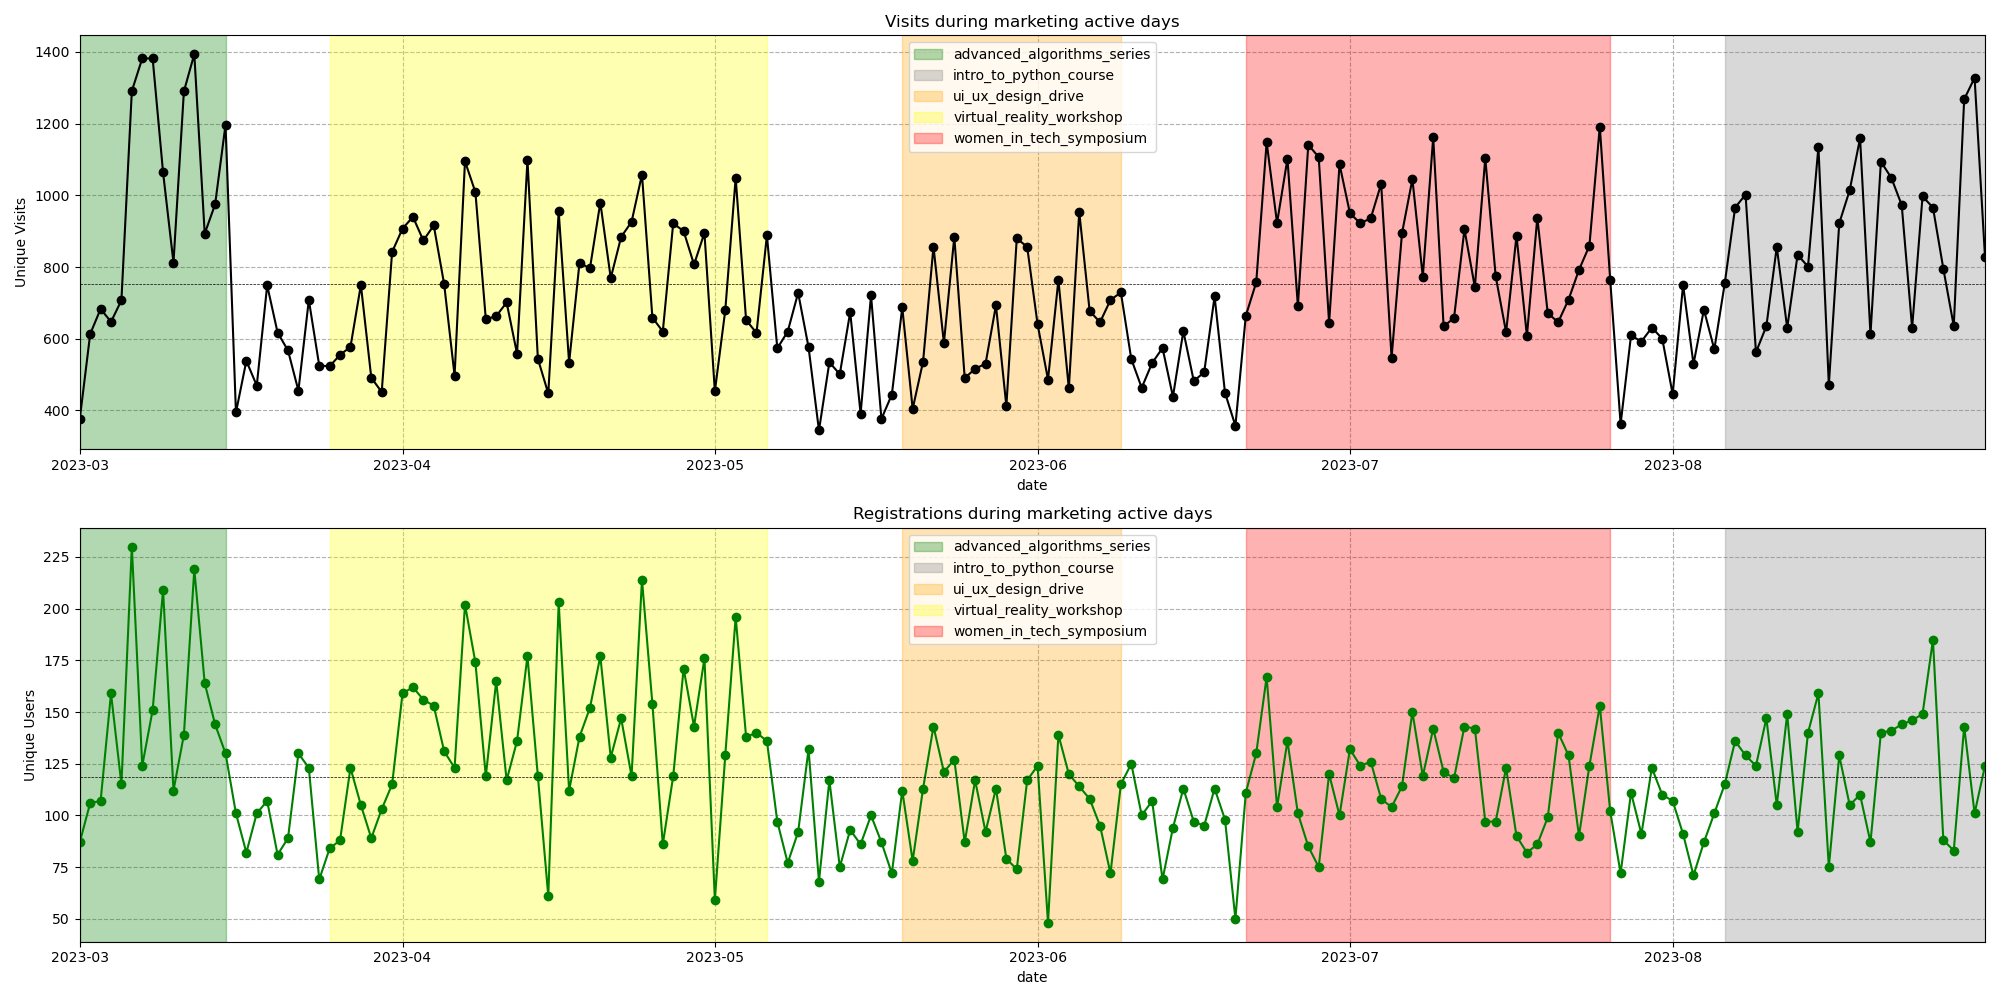 Visits during marketing active days
1400
1200
1000
800
600
400
Unique Visits
advanced_algorithms_series
intro_to_python_course
ui_ux_design_drive
virtual_reality_workshop
women_in_tech_symposium
2023-03
2023-04
2023-05
2023-06
2023-07
2023-08
date
Registrations during marketing active days
225
200
175
150
125
100
75
50
Unique Users
advanced_algorithms_series
intro_to_python_course
ui_ux_design_drive
virtual_reality_workshop
women_in_tech_symposium
2023-03
2023-04
2023-05
2023-06
2023-07
2023-08
date